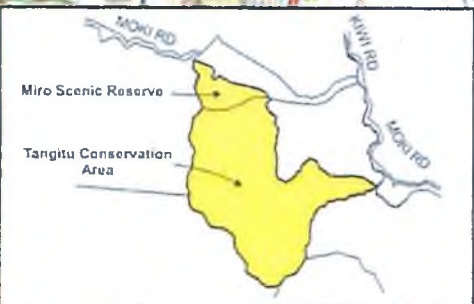 MOKI RD
KIWI RD
Miro Scenic Reserve
MOKI RD
Tangitu Conservation
Area